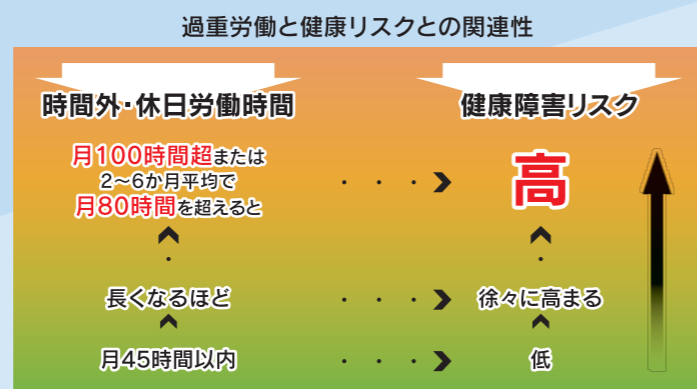 過重労働と健康リスクとの関連性
時間外・休日労働時間
健康障害リスク
月100時間超または
2～6か月平均で
月80時間を超えると
・・・
高
・
・
長くなるほど
・・・
徐々に高まる
月45時間以内
・・・
低